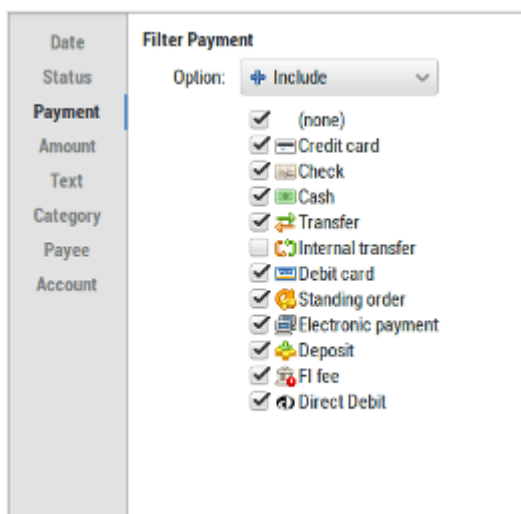 Date
Status
Payment
Amount
Text
Category
Payee
Account
Filter Payment
Option: Include
(none)
Credit card
Check
Cash
Transfer
Internal transfer
Debit card
Standing order
Electronic payment
Deposit
FI fee
Direct Debit